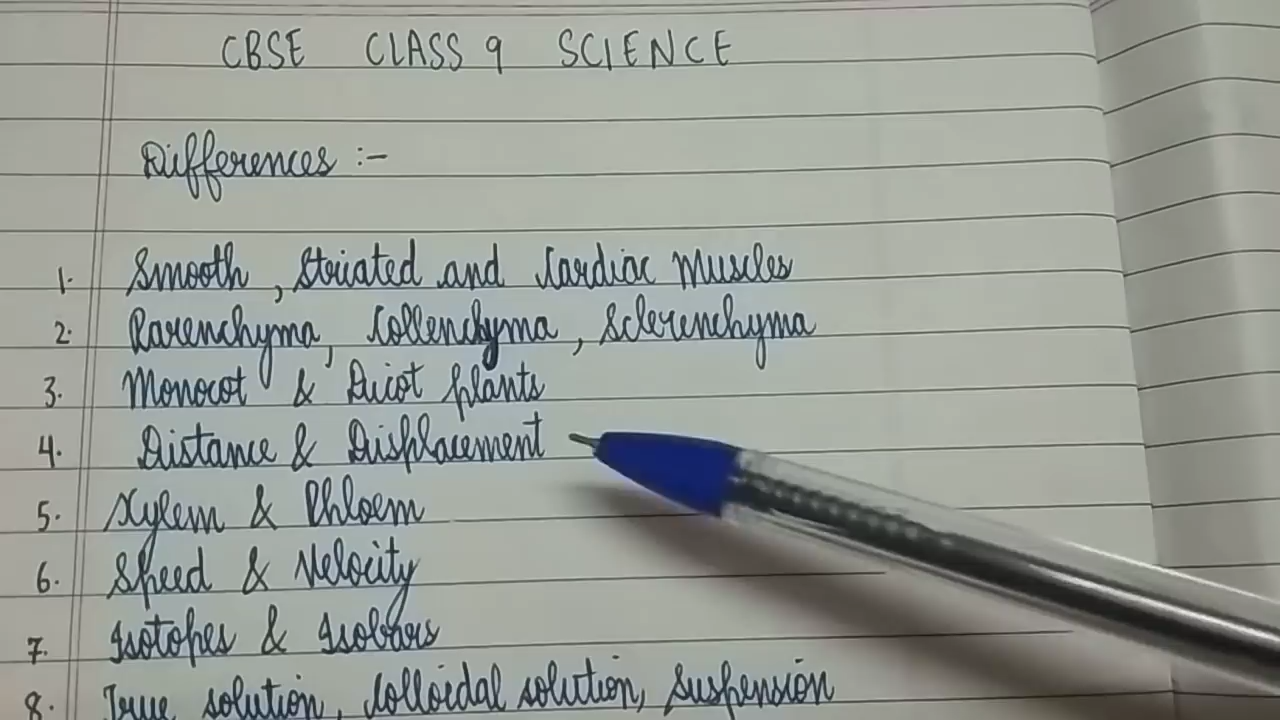 CBSE CLASS 9 SCIENCE
Differences :-
1. Smooth, Striated and Cardiac Muscles
2. Parenchyma, Collenchyma, Sclerenchyma
3. Monocot & Dicot plants
4. Distance & Displacement
5. Xylem & Phloem
6. Speed & Velocity
7. Isotopes & Isobars
8. True solution, Colloidal solution, Suspension